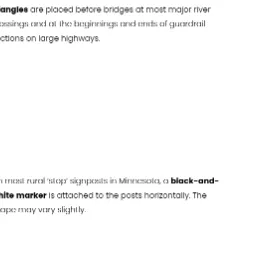 angles are placed before bridges at most major river
ossings and at the beginnings and ends of guardrail
ctions on large highways.
most rural 'stop' signposts in Minnesota, a black-and-
hite marker is attached to the posts horizontally. The
ape may vary slightly.